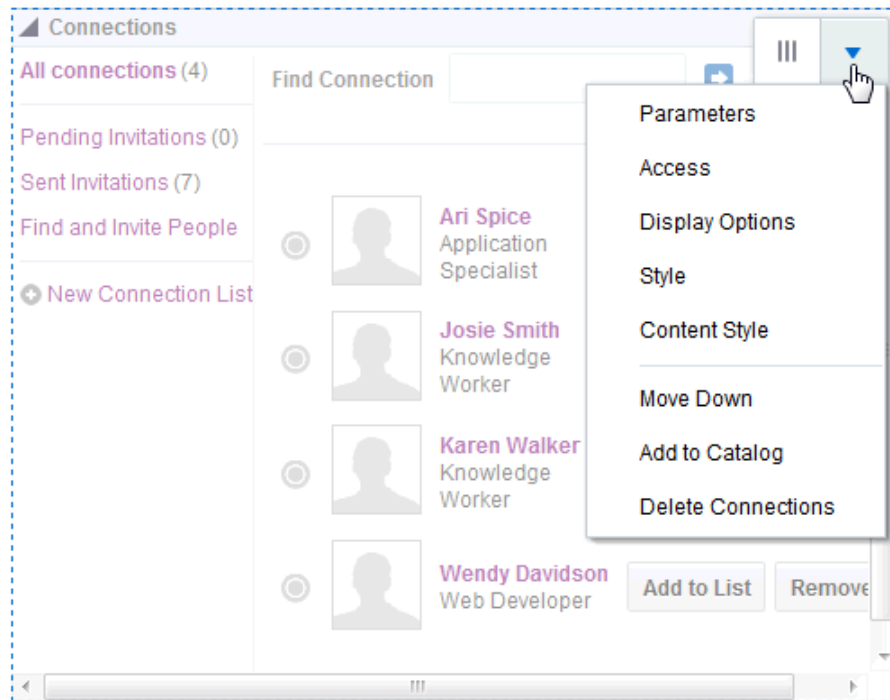 Connections
All connections (4)
Pending Invitations (0)
Sent Invitations (7)
Find and Invite People
New Connection List
Find Connection
Ari Spice
Application
Specialist
Josie Smith
Knowledge
Worker
Karen Walker
Knowledge
Worker
Wendy Davidson
Web Developer
Add to List
Remove
Parameters
Access
Display Options
Style
Content Style
Move Down
Add to Catalog
Delete Connections